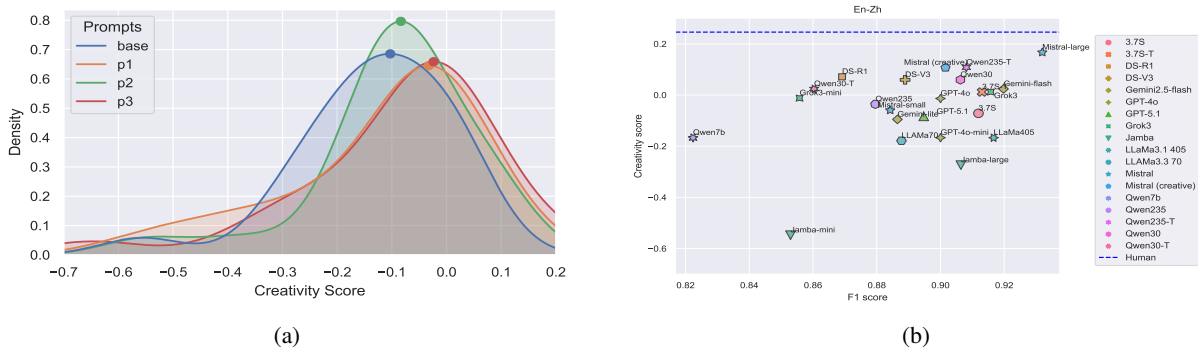 Prompts
base
p1
p2
p3
Density
0.8
0.7
0.6
0.5
0.4
0.3
0.2
0.1
0.0
−0.7
−0.6
−0.5
−0.4
−0.3
−0.2
−0.1
0.0
0.1
0.2
Creativity Score
(a)
En-Zh
Creativity score
0.2
0.0
−0.2
−0.4
−0.6
0.82
0.84
0.86
0.88
0.90
0.92
F1 score
Mistral-large
Mistral (creative)
Qwen235-T
DS-R1
DS-V3
Qwen30
Qwen30-T
Grok3-mini
3.7S
Gemini-flash
Grok3
GPT-4o
Qwen235
Mistral-small
Gemini-lite
GPT-5.1
3.7S
Qwen7b
LLAMa70
GPT-4o-mini
LLaMa405
Jamba-large
Jamba-mini
3.7S
3.7S-T
DS-R1
DS-V3
Gemini2.5-flash
GPT-4o
GPT-5.1
Grok3
Jamba
LLaMa3.1 405
LLAMa3.3 70
Mistral
Mistral (creative)
Qwen7b
Qwen235
Qwen235-T
Qwen30
Qwen30-T
Human
(b)